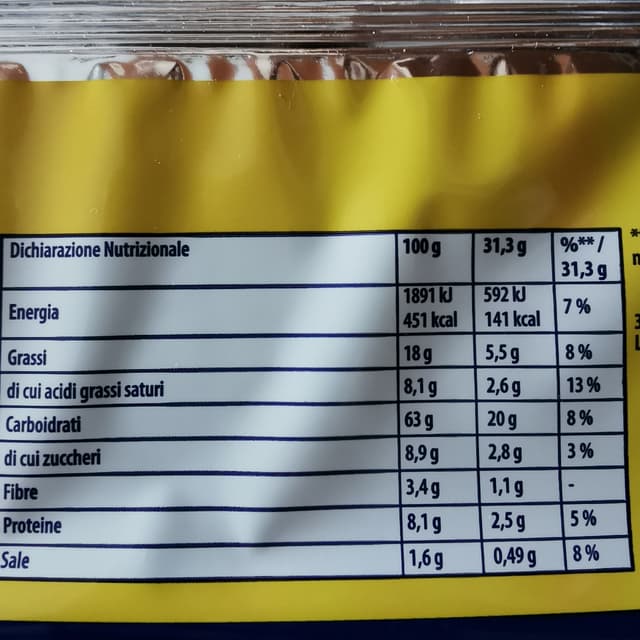 Dichiarazione Nutrizionale 100 g 31,3 g %** / 31,3 g
Energia 1891 kJ 451 kcal 592 kJ 141 kcal 7 %
Grassi 18 g 5,5 g 8 %
di cui acidi grassi saturi 8,1 g 2,6 g 13 %
Carboidrati 63 g 20 g 8 %
di cui zuccheri 8,9 g 2,8 g 3 %
Fibre 3,4 g 1,1 g -
Proteine 8,1 g 2,5 g 5 %
Sale 1,6 g 0,49 g 8 %